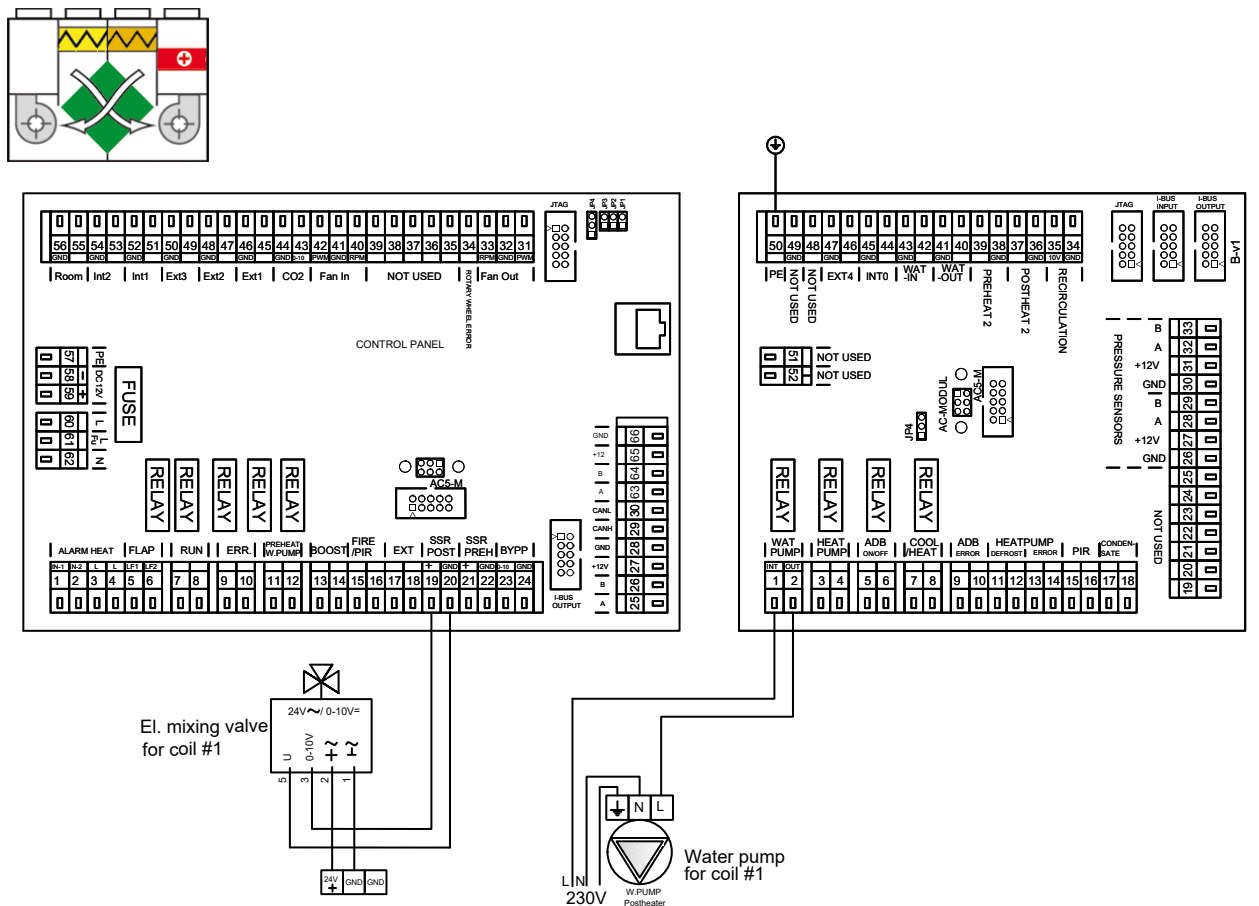 JTAG
JP4
JP3
JP2
JP1
56 55 54 53 52 51 50 49 48 47 46 45 44 43 42 41 40 39 38 37 36 35 34 33 32 31
GND GND GND GND GND GND GND 0-10 PWM GND RPM RPM GND PWM
Room Int2 Int1 Ext3 Ext2 Ext1 CO2 Fan In NOT USED Fan Out
ROTARY WHEEL ERROR
CONTROL PANEL
57 PE
58 - DC 12V
59 +
60 L
61 L Fu
62 N
FUSE
RELAY RELAY RELAY RELAY RELAY
AC5-M
GND 66
+12 65
B 64
A 63
CANL 30
CANH 29
GND 28
+12V 27
B 26
A 25
I-BUS
OUTPUT
ALARM HEAT FLAP RUN ERR. PREHEAT W.PUMP BOOST FIRE /PIR EXT SSR POST SSR PREH BYPP
IN-1 IN-2 L L LF1 LF2 + GND + GND 0-10 GND
1 2 3 4 5 6 7 8 9 10 11 12 13 14 15 16 17 18 19 20 21 22 23 24
JTAG
I-BUS
INPUT
I-BUS
OUTPUT
B-v1
50 49 48 47 46 45 44 43 42 41 40 39 38 37 36 35 34
GND GND GND GND GND GND GND GND 10V GND
PE NOT USED NOT USED EXT4 INT0 WAT -IN WAT -OUT PREHEAT 2 POSTHEAT 2 RECIRCULATION
51 NOT USED
52 NOT USED
JP4
AC-MODUL
AC5-M
PRESSURE SENSORS
B 33
A 32
+12V 31
GND 30
B 29
A 28
+12V 27
GND 26
25
24
23
22
21
20
19
NOT USED
RELAY RELAY RELAY RELAY
WAT PUMP HEAT PUMP ADB ON/OFF COOL /HEAT ADB ERROR HEATPUMP DEFROST ERROR PIR CONDEN- SATE
INT OUT
1 2 3 4 5 6 7 8 9 10 11 12 13 14 15 16 17 18
El. mixing valve
for coil #1
24V~/ 0-10V=
U 0-10V ~+ ~⊥
5 3 2 1
24V + GND GND
N L
Water pump
for coil #1
W.PUMP
Postheater
L N
230V